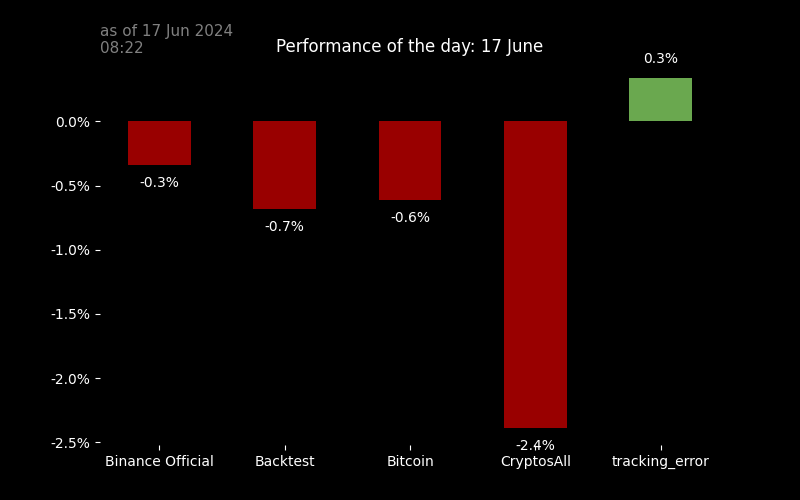 as of 17 Jun 2024
08:22
Performance of the day: 17 June
0.3%
0.0%
-0.3%
-0.5%
-0.7%
-0.6%
-1.0%
-1.5%
-2.0%
-2.5%
-2.4%
Binance Official
Backtest
Bitcoin
CryptosAll
tracking_error